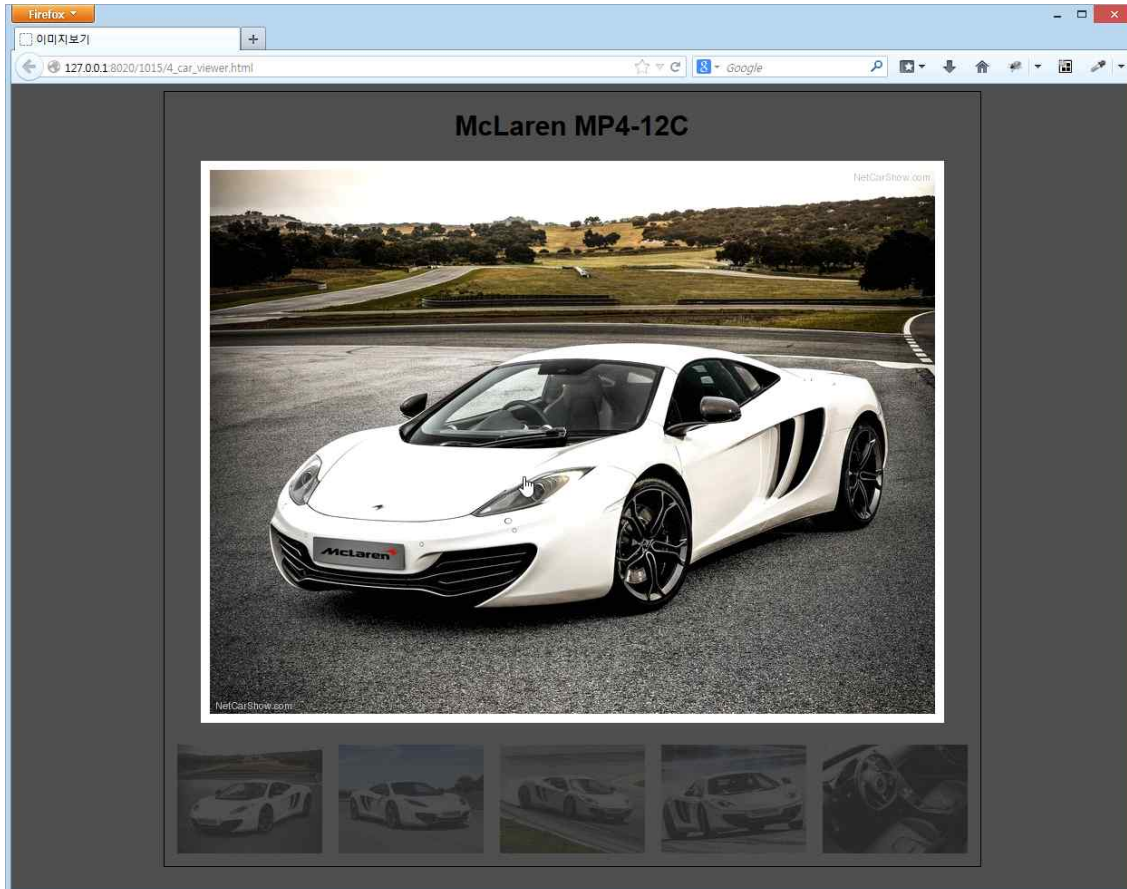 Firefox
이미지보기
127.0.0.1:8020/1015/4_car_viewer.html
Google
McLaren MP4-12C
NetCarShow.com
McLaren
NetCarShow.com